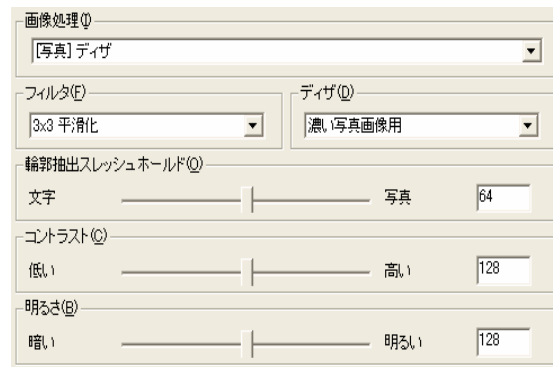 画像処理(I)
[写真] ディザ
フィルタ(F) ディザ(D)
3x3 平滑化 濃い写真画像用
輪郭抽出スレッシュホールド(O)
文字 写真 64
コントラスト(C)
低い 高い 128
明るさ(B)
暗い 明るい 128